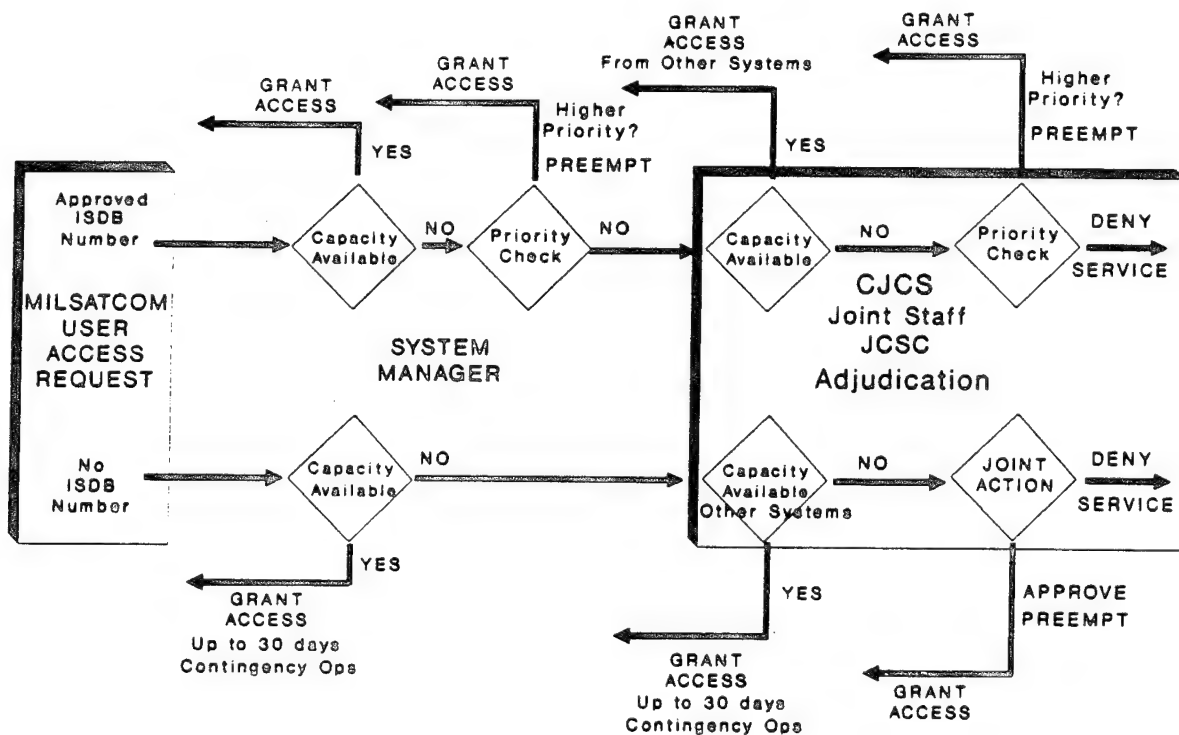 GRANT
ACCESS
YES
GRANT
ACCESS
Higher
Priority?
PREEMPT
GRANT
ACCESS
From Other Systems
YES
GRANT
ACCESS
Higher
Priority?
PREEMPT
Approved
ISDB
Number
Capacity
Available
NO
Priority
Check
NO
Capacity
Available
NO
Priority
Check
DENY
SERVICE
MILSATCOM
USER
ACCESS
REQUEST
SYSTEM
MANAGER
CJCS
Joint Staff
JCSC
Adjudication
No
ISDB
Number
Capacity
Available
NO
Capacity
Available
Other Systems
NO
JOINT
ACTION
DENY
SERVICE
YES
GRANT
ACCESS
Up to 30 days
Contingency Ops
YES
GRANT
ACCESS
Up to 30 days
Contingency Ops
APPROVE
PREEMPT
GRANT
ACCESS